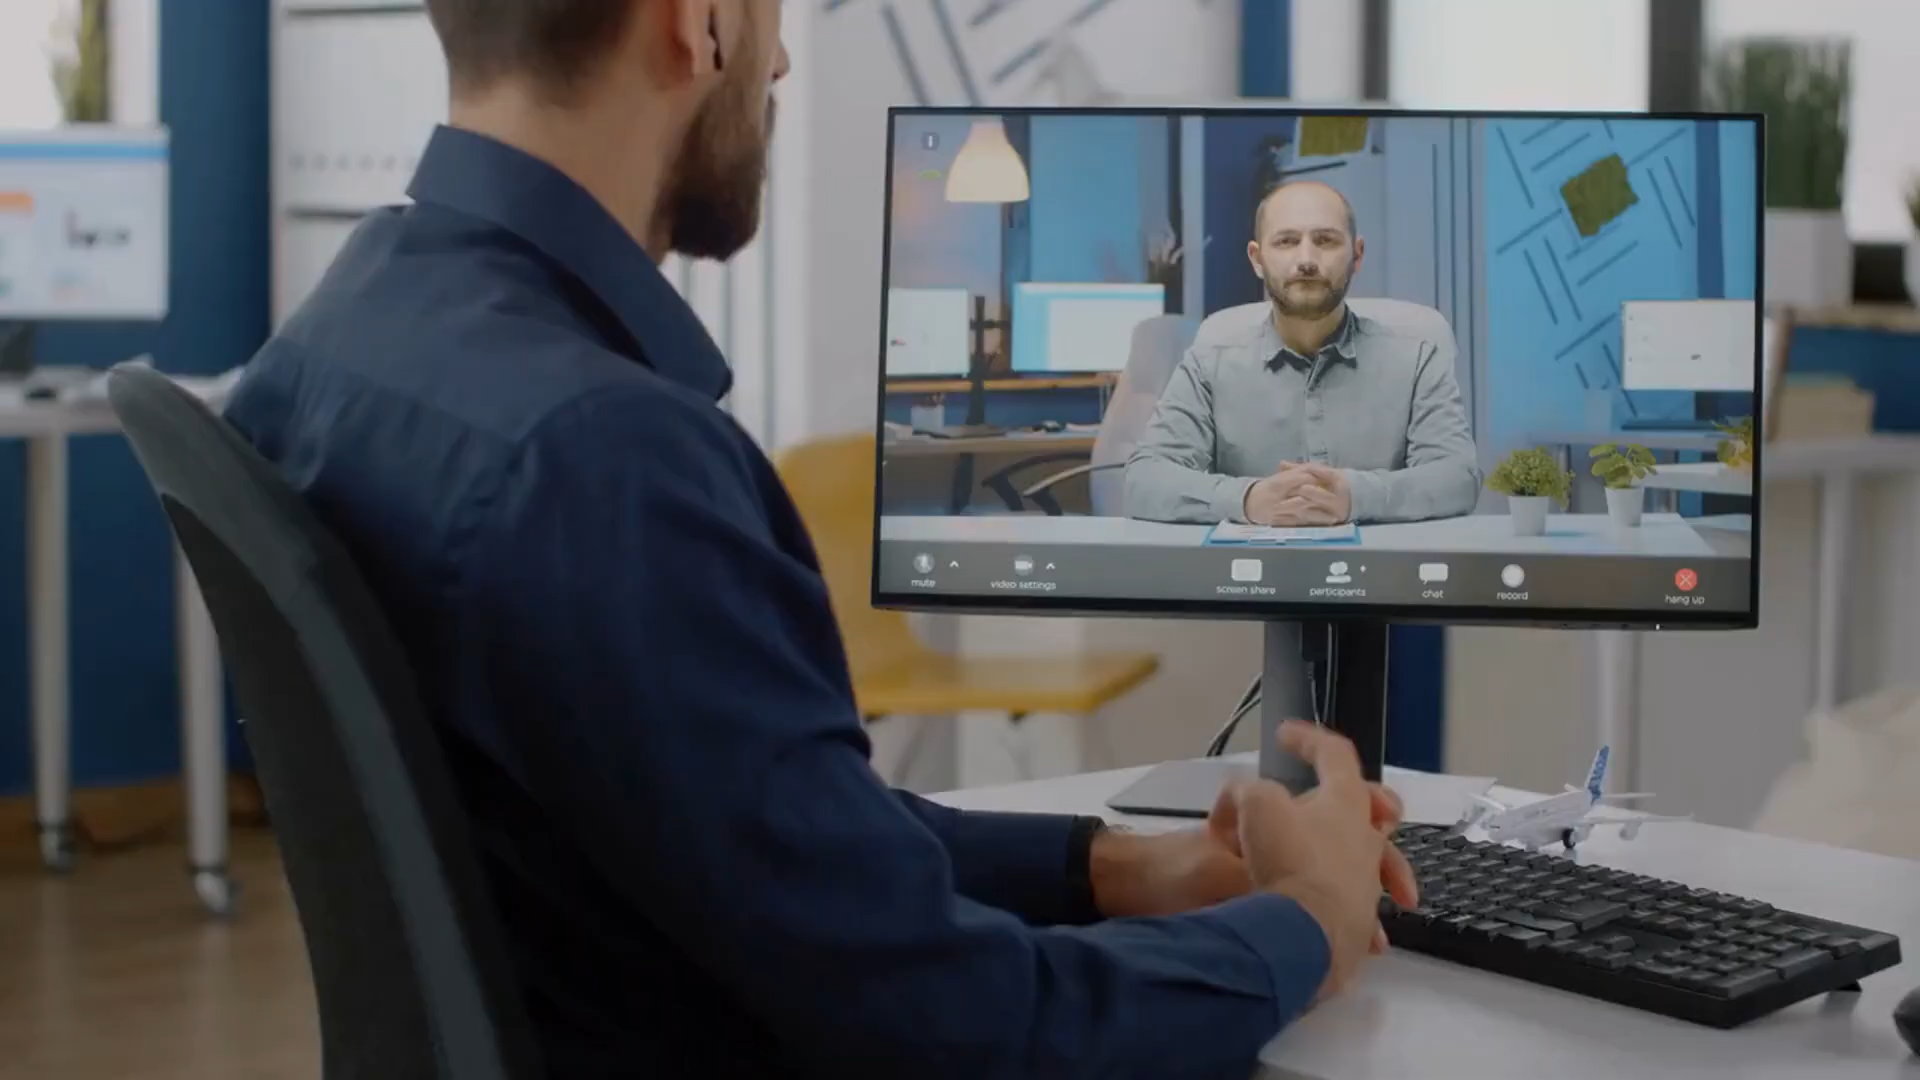 mute
video settings
screen share
participants
chat
record
hang up